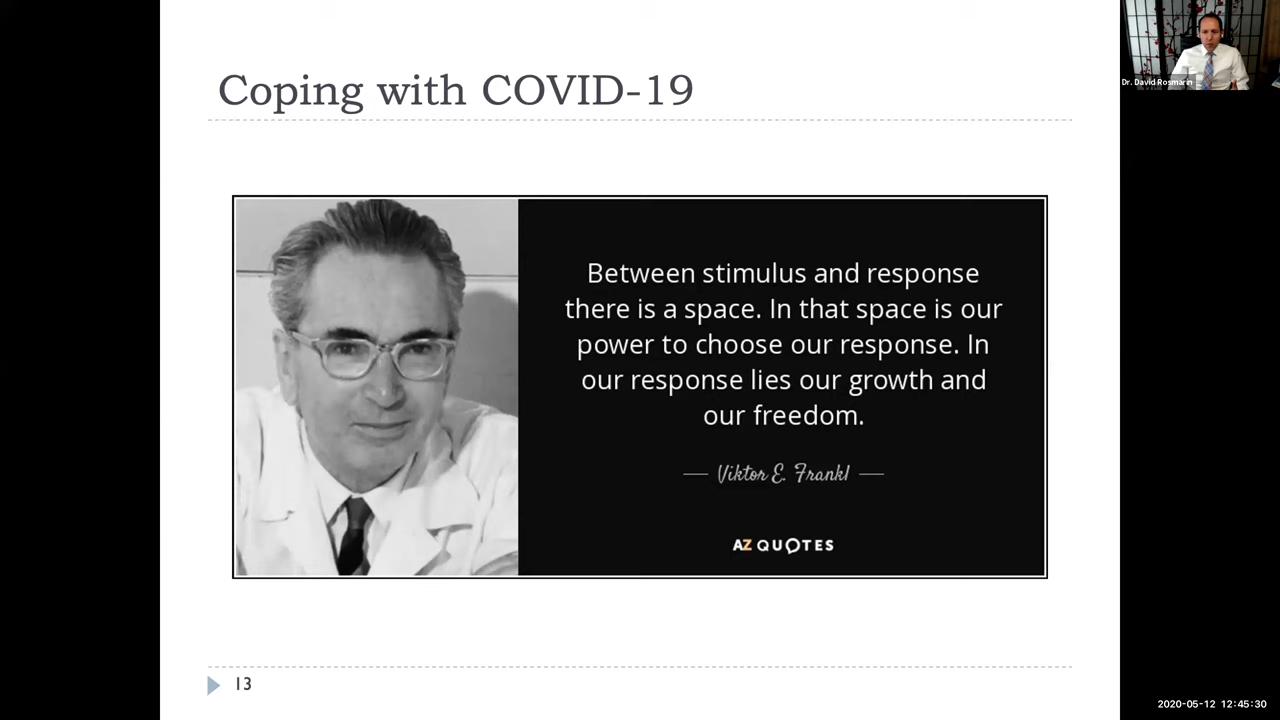 Coping with COVID-19
Dr. David Rosmarin
Between stimulus and response
there is a space. In that space is our
power to choose our response. In
our response lies our growth and
our freedom.
— Viktor E. Frankl —
AZ QUOTES
13
2020-05-12 12:45:30